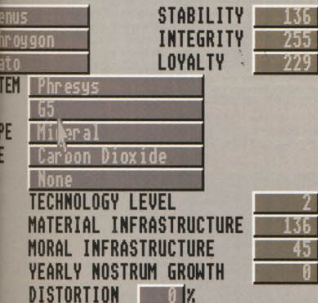 enus STABILITY 136
hroygon INTEGRITY 255
ato LOYALTY 229
TEM Phresys
G5
PE Mineral
E Carbon Dioxide
None
TECHNOLOGY LEVEL 2
MATERIAL INFRASTRUCTURE 136
MORAL INFRASTRUCTURE 45
YEARLY NOSTRUM GROWTH 0
DISTORTION 0 %